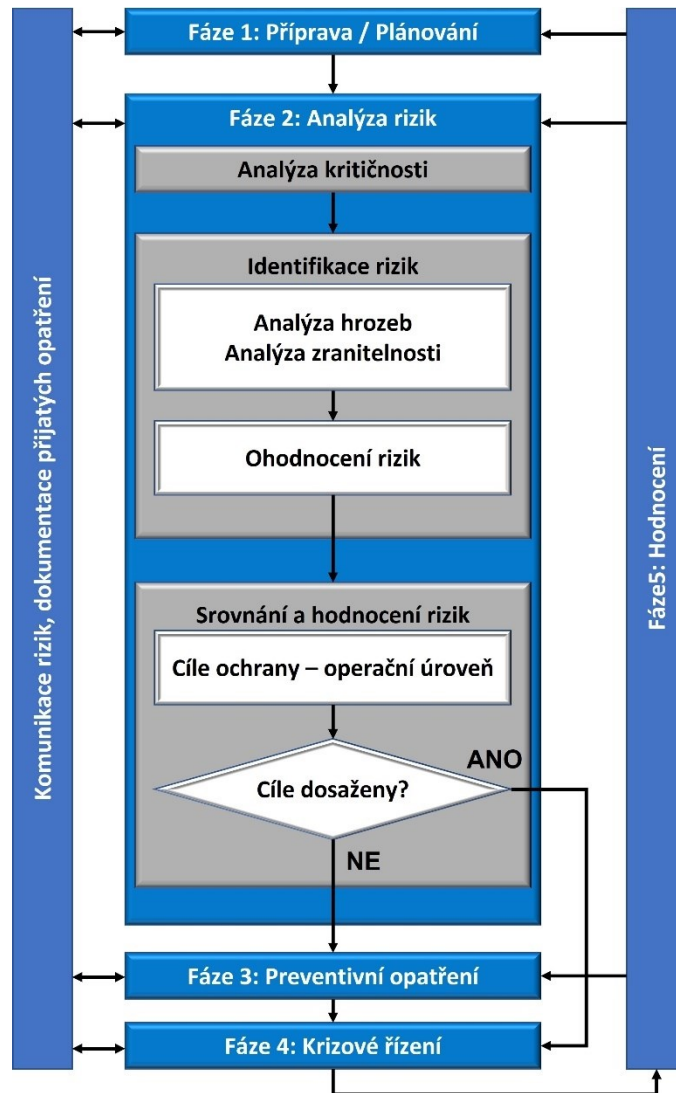 Fáze 1: Příprava / Plánování
Fáze 2: Analýza rizik
Analýza kritičnosti
Identifikace rizik
Analýza hrozeb
Analýza zranitelnosti
Ohodnocení rizik
Srovnání a hodnocení rizik
Cíle ochrany – operační úroveň
Cíle dosaženy?
ANO
NE
Fáze 3: Preventivní opatření
Fáze 4: Krizové řízení
Komunikace rizik, dokumentace přijatých opatření
Fáze5: Hodnocení